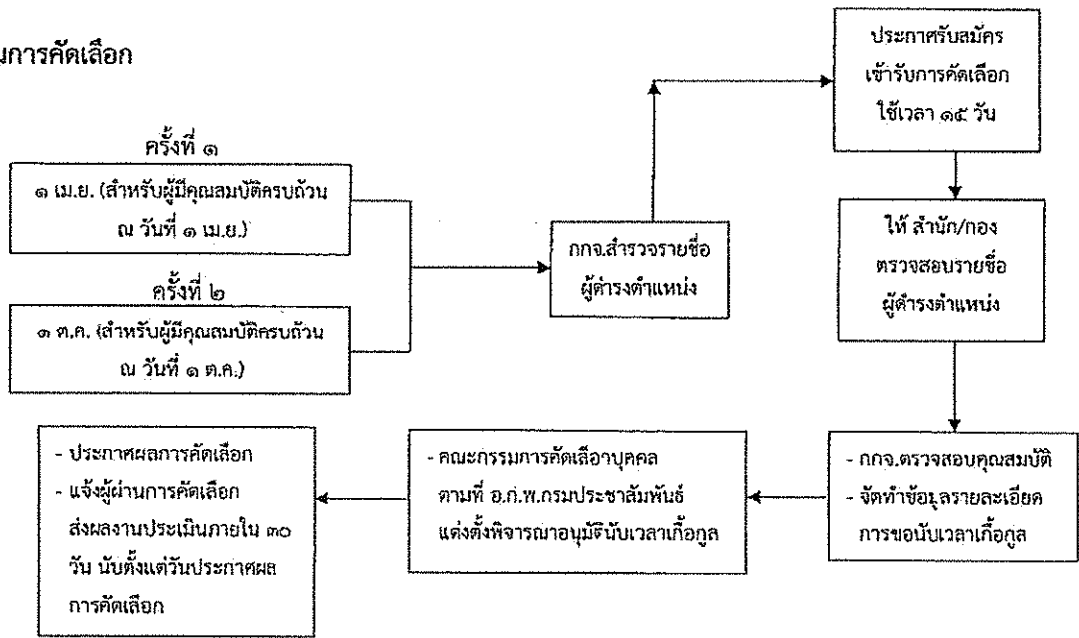 นการคัดเลือก
ครั้งที่ ๑
๑ เม.ย. (สำหรับผู้มีคุณสมบัติครบถ้วน
ณ วันที่ ๑ เม.ย.)
ครั้งที่ ๒
๑ ต.ค. (สำหรับผู้มีคุณสมบัติครบถ้วน
ณ วันที่ ๑ ต.ค.)
กกจ.สำรวจรายชื่อ
ผู้ดำรงตำแหน่ง
ประกาศรับสมัคร
เข้ารับการคัดเลือก
ใช้เวลา ๑๕ วัน
ให้ สำนัก/กอง
ตรวจสอบรายชื่อ
ผู้ดำรงตำแหน่ง
- กกจ.ตรวจสอบคุณสมบัติ
- จัดทำข้อมูลรายละเอียด
การขอนับเวลาเกื้อกูล
- คณะกรรมการคัดเลือกบุคคล
ตามที่ อ.ก.พ.กรมประชาสัมพันธ์
แต่งตั้งพิจารณาอนุมัตินับเวลาเกื้อกูล
- ประกาศผลการคัดเลือก
- แจ้งผู้ผ่านการคัดเลือก
ส่งผลงานประเมินภายใน ๓๐
วัน นับตั้งแต่วันประกาศผล
การคัดเลือก